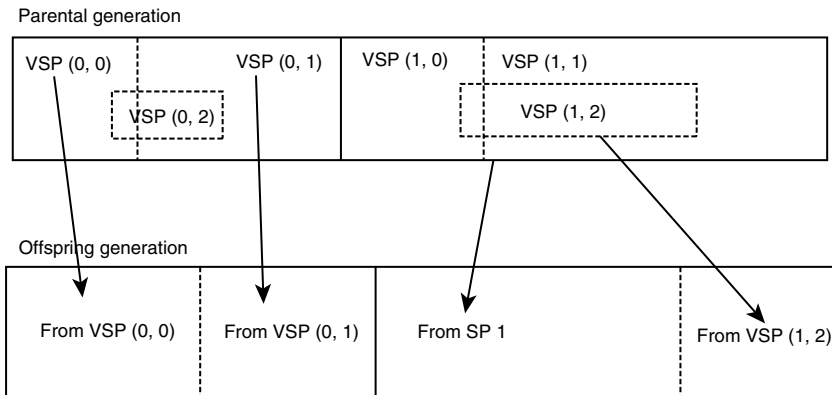 Parental generation
VSP (0, 0)
VSP (0, 1)
VSP (1, 0)
VSP (1, 1)
VSP (0, 2)
VSP (1, 2)
Offspring generation
From VSP (0, 0)
From VSP (0, 1)
From SP 1
From VSP (1, 2)